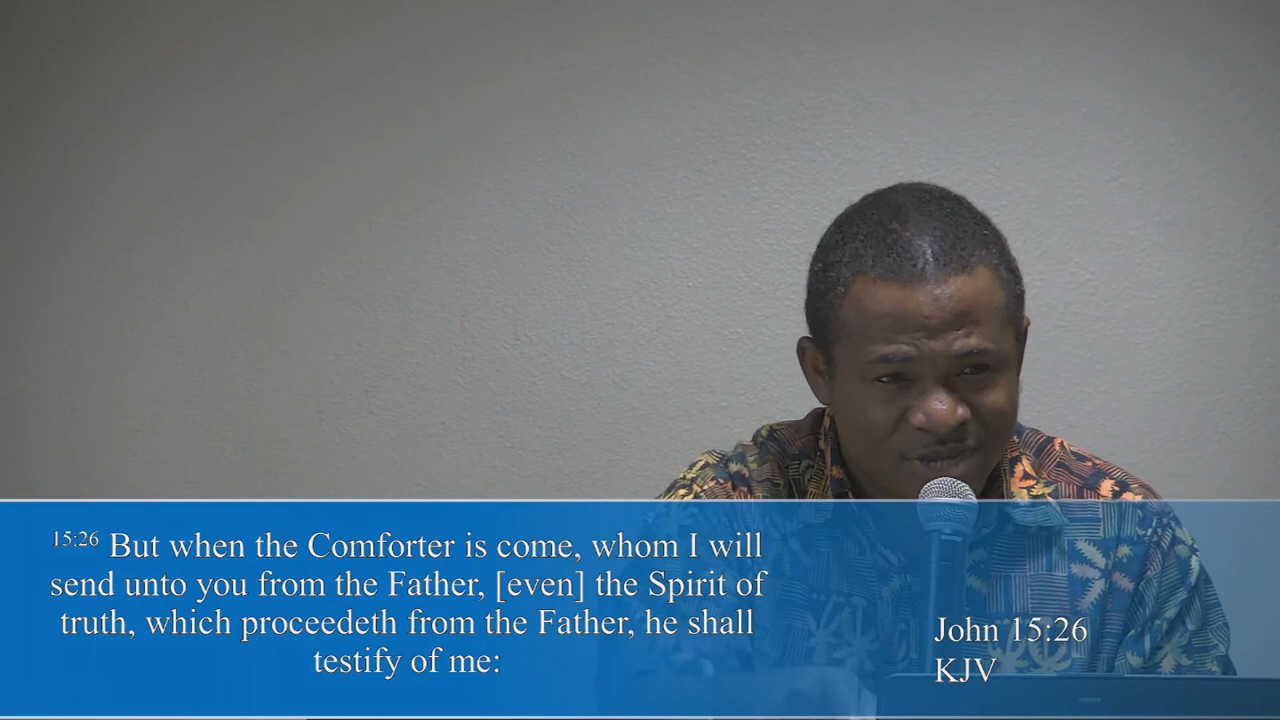 15:26 But when the Comforter is come, whom I will
send unto you from the Father, [even] the Spirit of
truth, which proceedeth from the Father, he shall
testify of me:
John 15:26
KJV